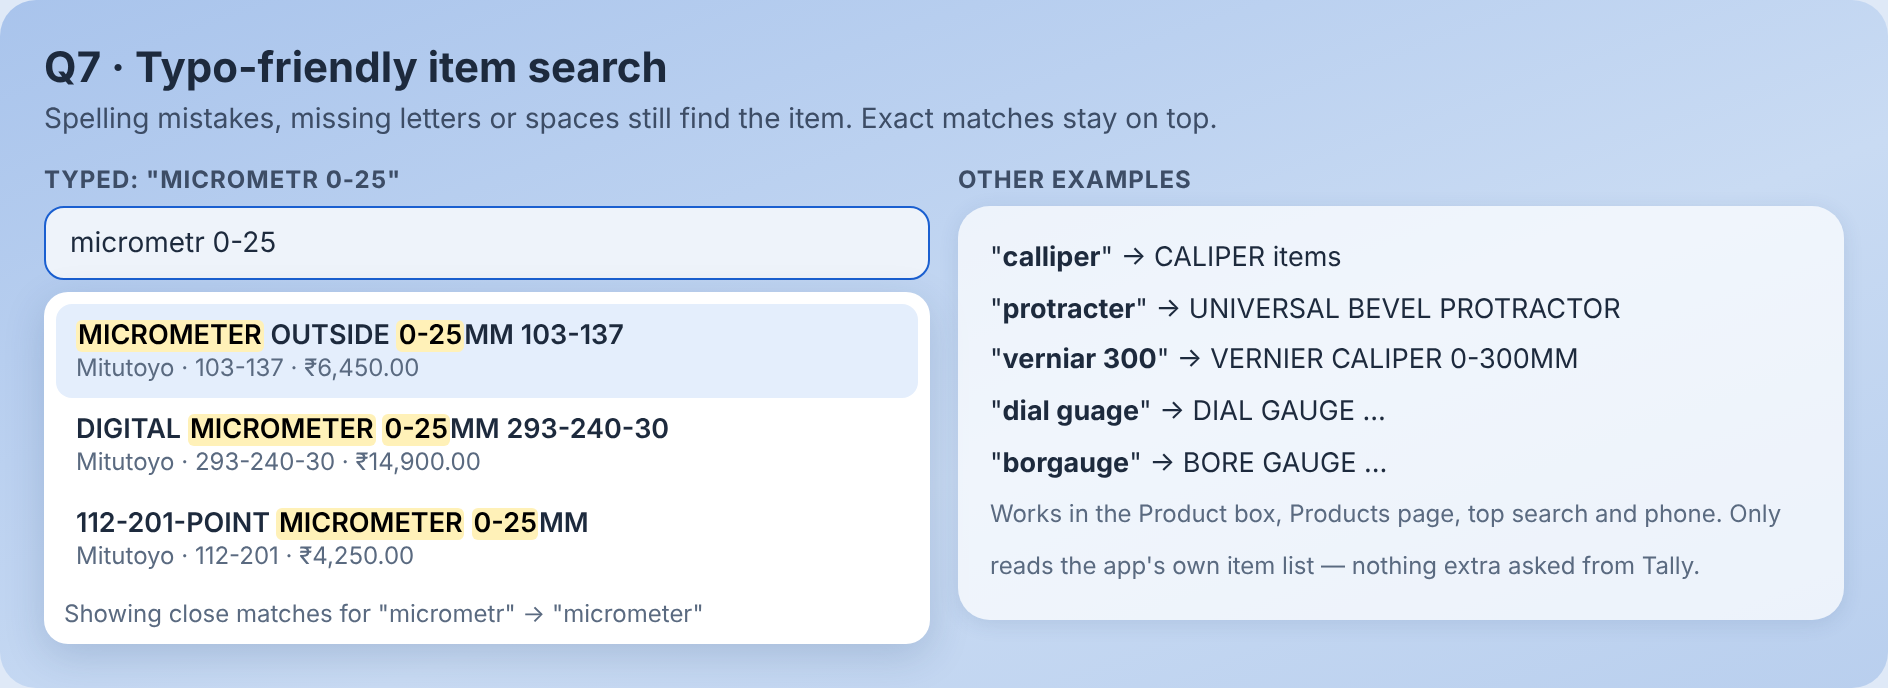 Q7 · Typo-friendly item search
Spelling mistakes, missing letters or spaces still find the item. Exact matches stay on top.
TYPED: "MICROMETR 0-25"
micrometr 0-25
MICROMETER OUTSIDE 0-25MM 103-137
Mitutoyo · 103-137 · ₹6,450.00
DIGITAL MICROMETER 0-25MM 293-240-30
Mitutoyo · 293-240-30 · ₹14,900.00
112-201-POINT MICROMETER 0-25MM
Mitutoyo · 112-201 · ₹4,250.00
Showing close matches for "micrometr" → "micrometer"
OTHER EXAMPLES
"calliper" → CALIPER items
"protracter" → UNIVERSAL BEVEL PROTRACTOR
"verniar 300" → VERNIER CALIPER 0-300MM
"dial guage" → DIAL GAUGE ...
"borgauge" → BORE GAUGE ...
Works in the Product box, Products page, top search and phone. Only
reads the app's own item list — nothing extra asked from Tally.